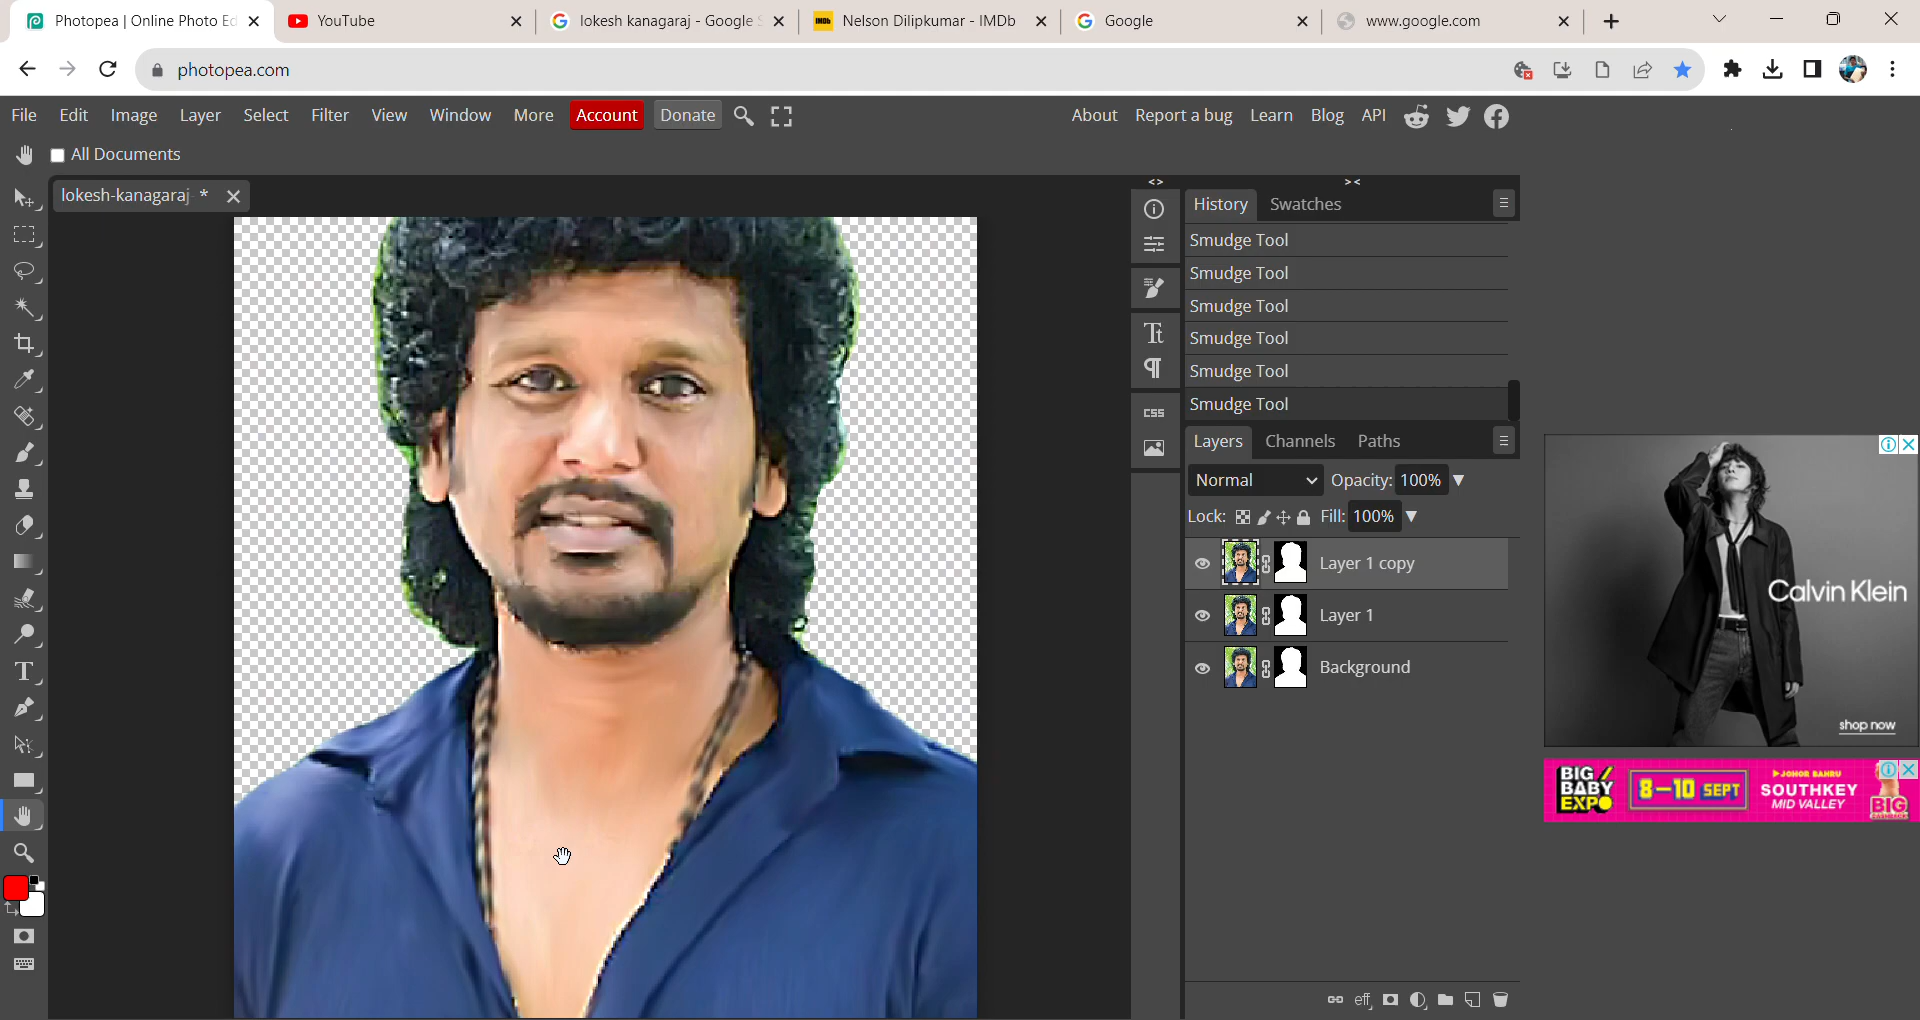 Photopea | Online Photo Ed
YouTube
lokesh kanagaraj - Google S
Nelson Dilipkumar - IMDb
Google
www.google.com
photopea.com
File Edit Image Layer Select Filter View Window More Account Donate
About Report a bug Learn Blog API
All Documents
lokesh-kanagaraj *
<> ><
History Swatches
Smudge Tool
Smudge Tool
Smudge Tool
Smudge Tool
Smudge Tool
Smudge Tool
CSS
Layers Channels Paths
Normal Opacity: 100%
Lock: Fill: 100%
Layer 1 copy
Layer 1
Background
eff
Calvin Klein
shop now
BIG BABY EXPO
8–10 SEPT
JOHOR BAHRU
SOUTHKEY
MID VALLEY
BIG